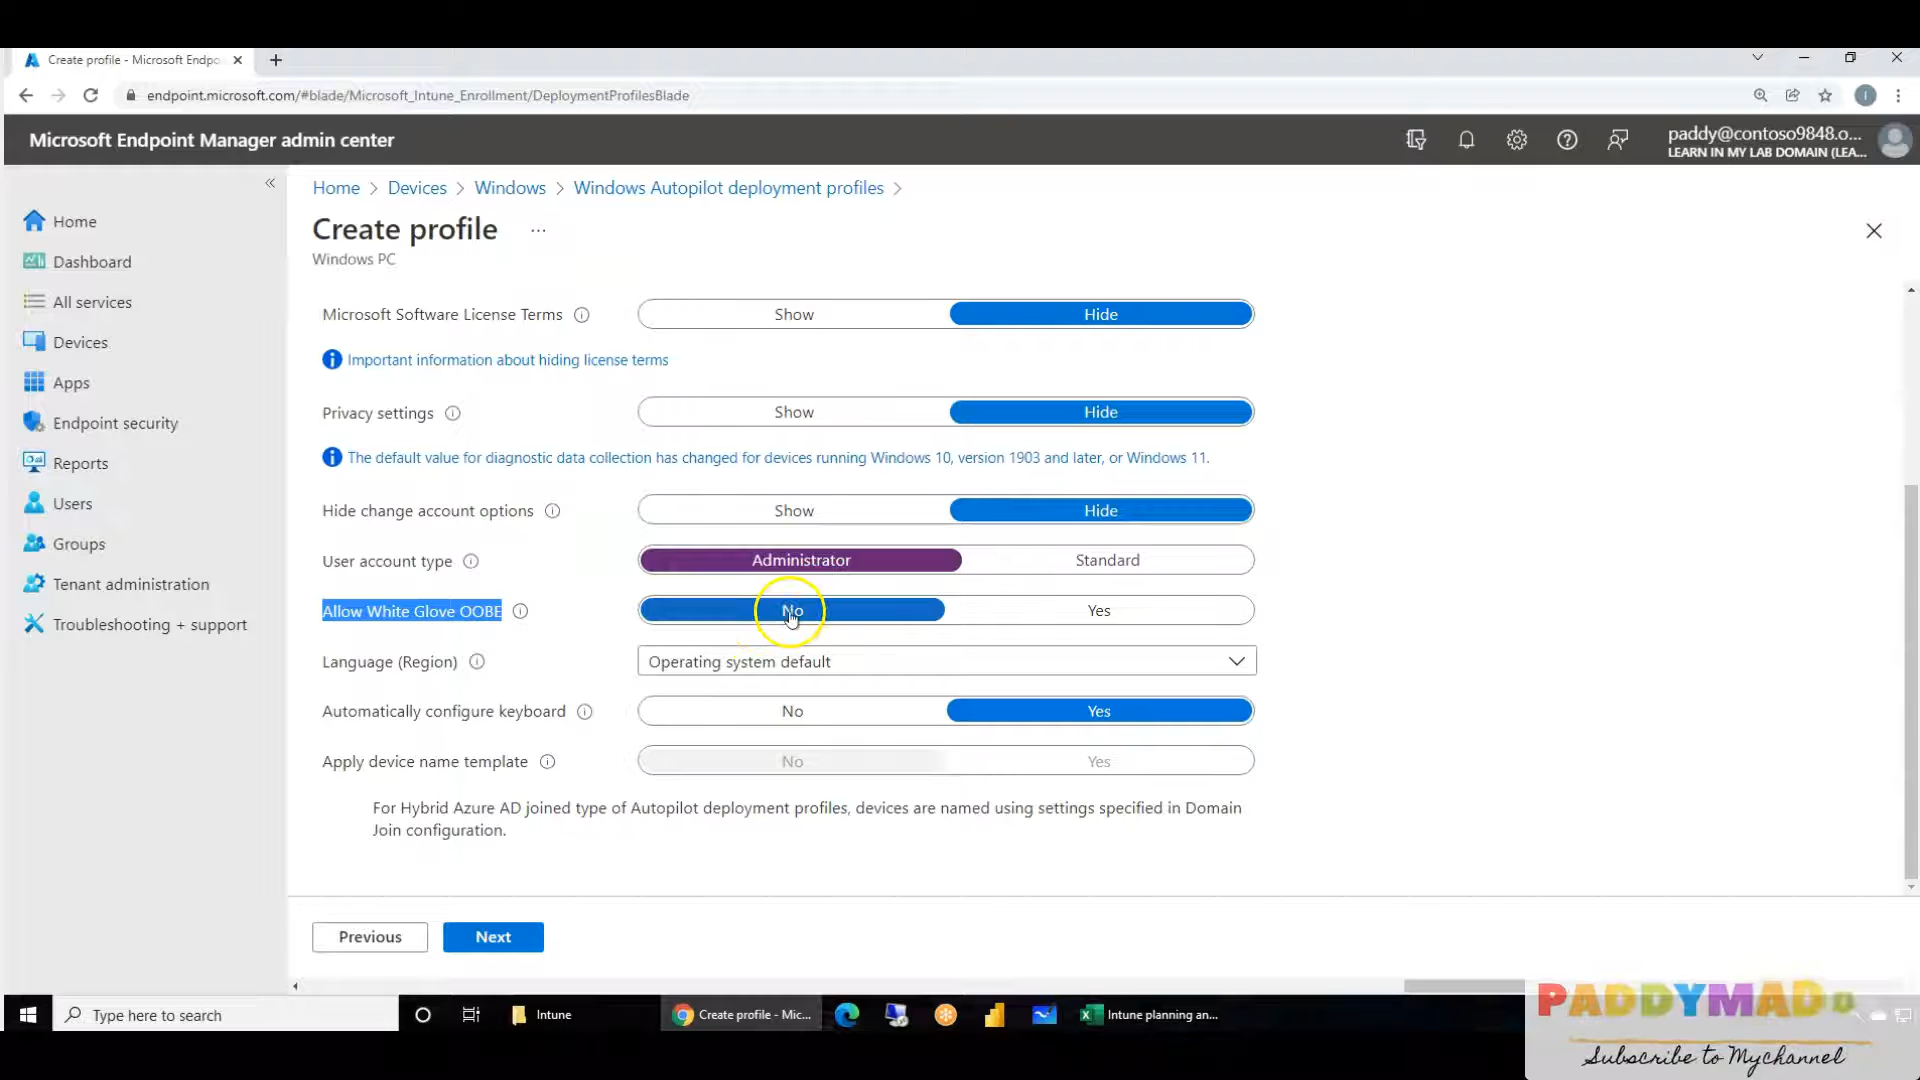 Create profile - Microsoft Endpo
endpoint.microsoft.com/#blade/Microsoft_Intune_Enrollment/DeploymentProfilesBlade
I
Microsoft Endpoint Manager admin center
paddy@contoso9848.o...
LEARN IN MY LAB DOMAIN (LEA...
Home > Devices > Windows > Windows Autopilot deployment profiles >
Create profile ...
Windows PC
Home
Dashboard
All services
Devices
Apps
Endpoint security
Reports
Users
Groups
Tenant administration
Troubleshooting + support
Microsoft Software License Terms Show Hide
Important information about hiding license terms
Privacy settings Show Hide
The default value for diagnostic data collection has changed for devices running Windows 10, version 1903 and later, or Windows 11.
Hide change account options Show Hide
User account type Administrator Standard
Allow White Glove OOBE No Yes
Language (Region) Operating system default
Automatically configure keyboard No Yes
Apply device name template No Yes
For Hybrid Azure AD joined type of Autopilot deployment profiles, devices are named using settings specified in Domain
Join configuration.
Previous Next
Type here to search
Intune
Create profile - Mic...
Intune planning an...
PADDYMAD
Subscribe to Mychannel